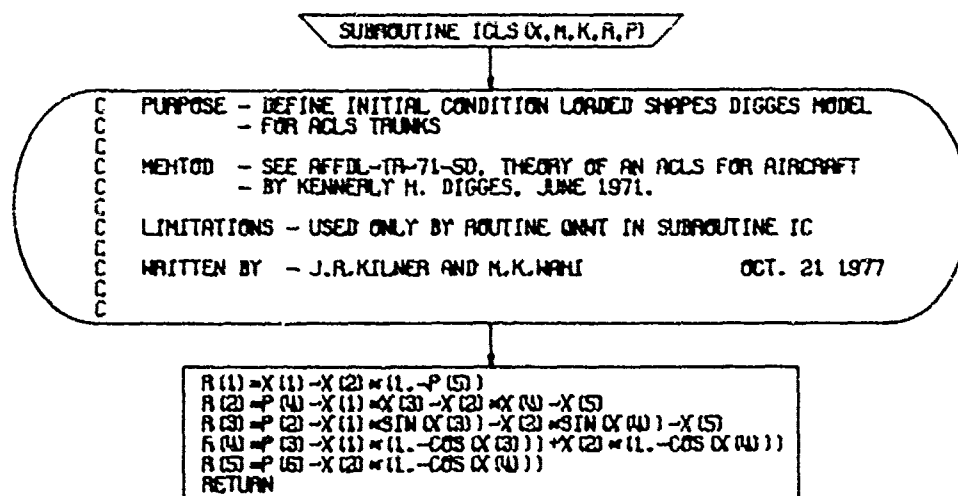 SUBROUTINE ICLS(X,M,K,R,P)
C PURPOSE - DEFINE INITIAL CONDITION LOADED SHAPES DIGGES MODEL
C - FOR ACLS TRUNKS
C
C MEHTOD - SEE AFFDL-TR-71-50, THEORY OF AN ACLS FOR AIRCRAFT
C - BY KENNERLY H. DIGGES, JUNE 1971.
C
C LIMITATIONS - USED ONLY BY ROUTINE QNWT IN SUBROUTINE IC
C
C WRITTEN BY - J.R.KILNER AND M.K.WAHI OCT. 21 1977
C
C
R(1)=X(1)-X(2)*(1.-P(5))
R(2)=P(4)-X(1)*X(3)-X(2)*X(4)-X(5)
R(3)=P(2)-X(1)*SIN(X(3))-X(2)*SIN(X(4))-X(5)
R(4)=P(3)-X(1)*(1.-COS(X(3)))+X(2)*(1.-COS(X(4)))
R(5)=P(6)-X(2)*(1.-COS(X(4)))
RETURN